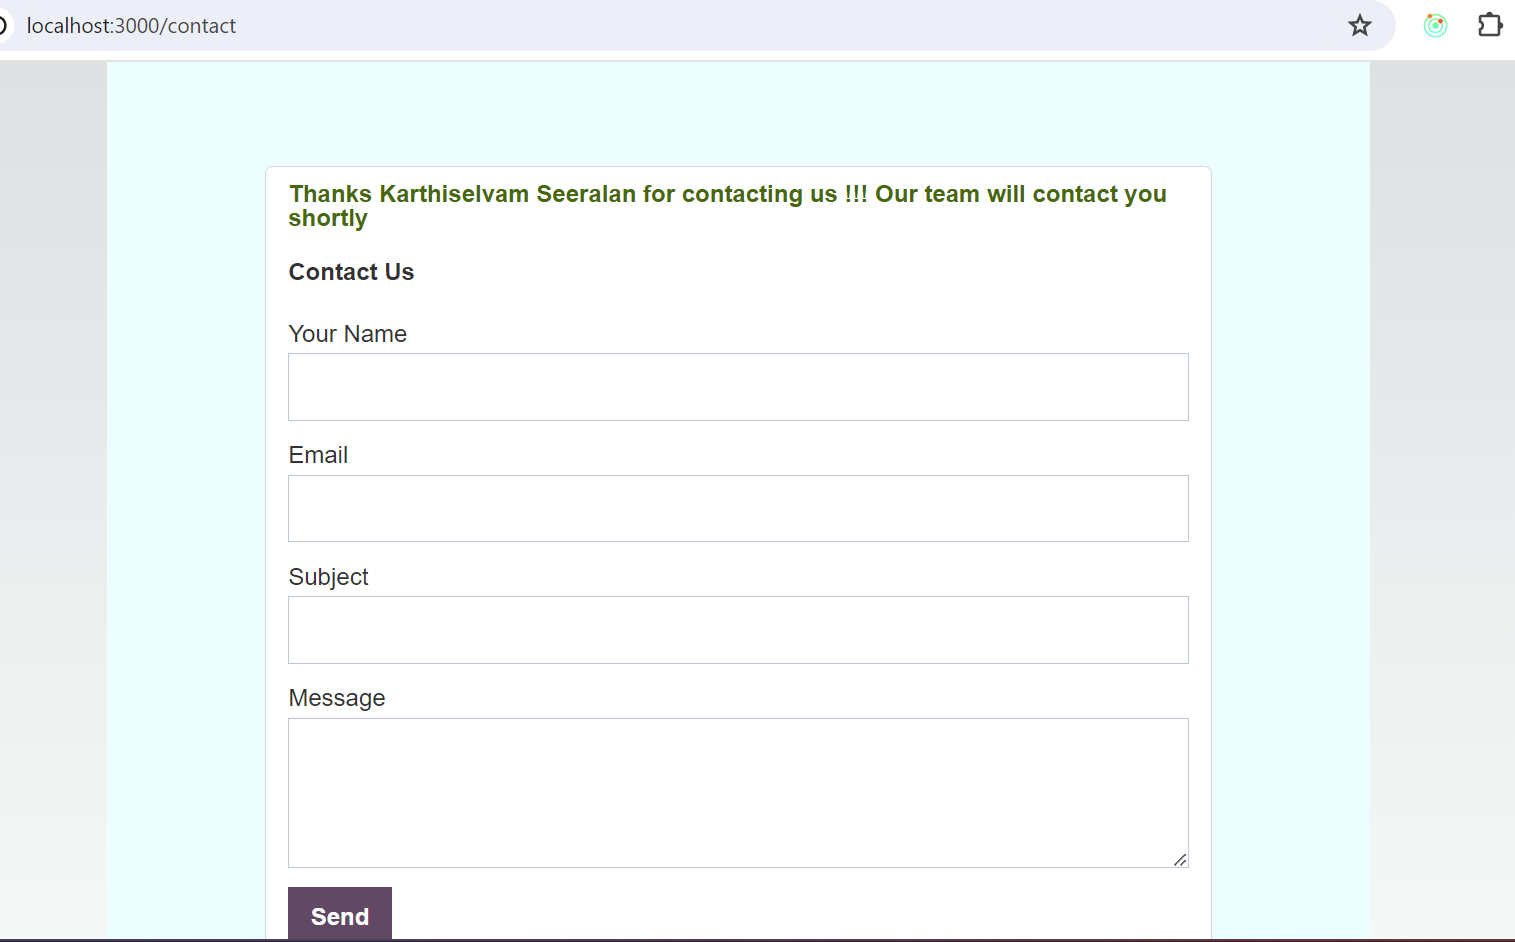 localhost:3000/contact
Thanks Karthiselvam Seeralan for contacting us !!! Our team will contact you
shortly
Contact Us
Your Name
Email
Subject
Message
Send